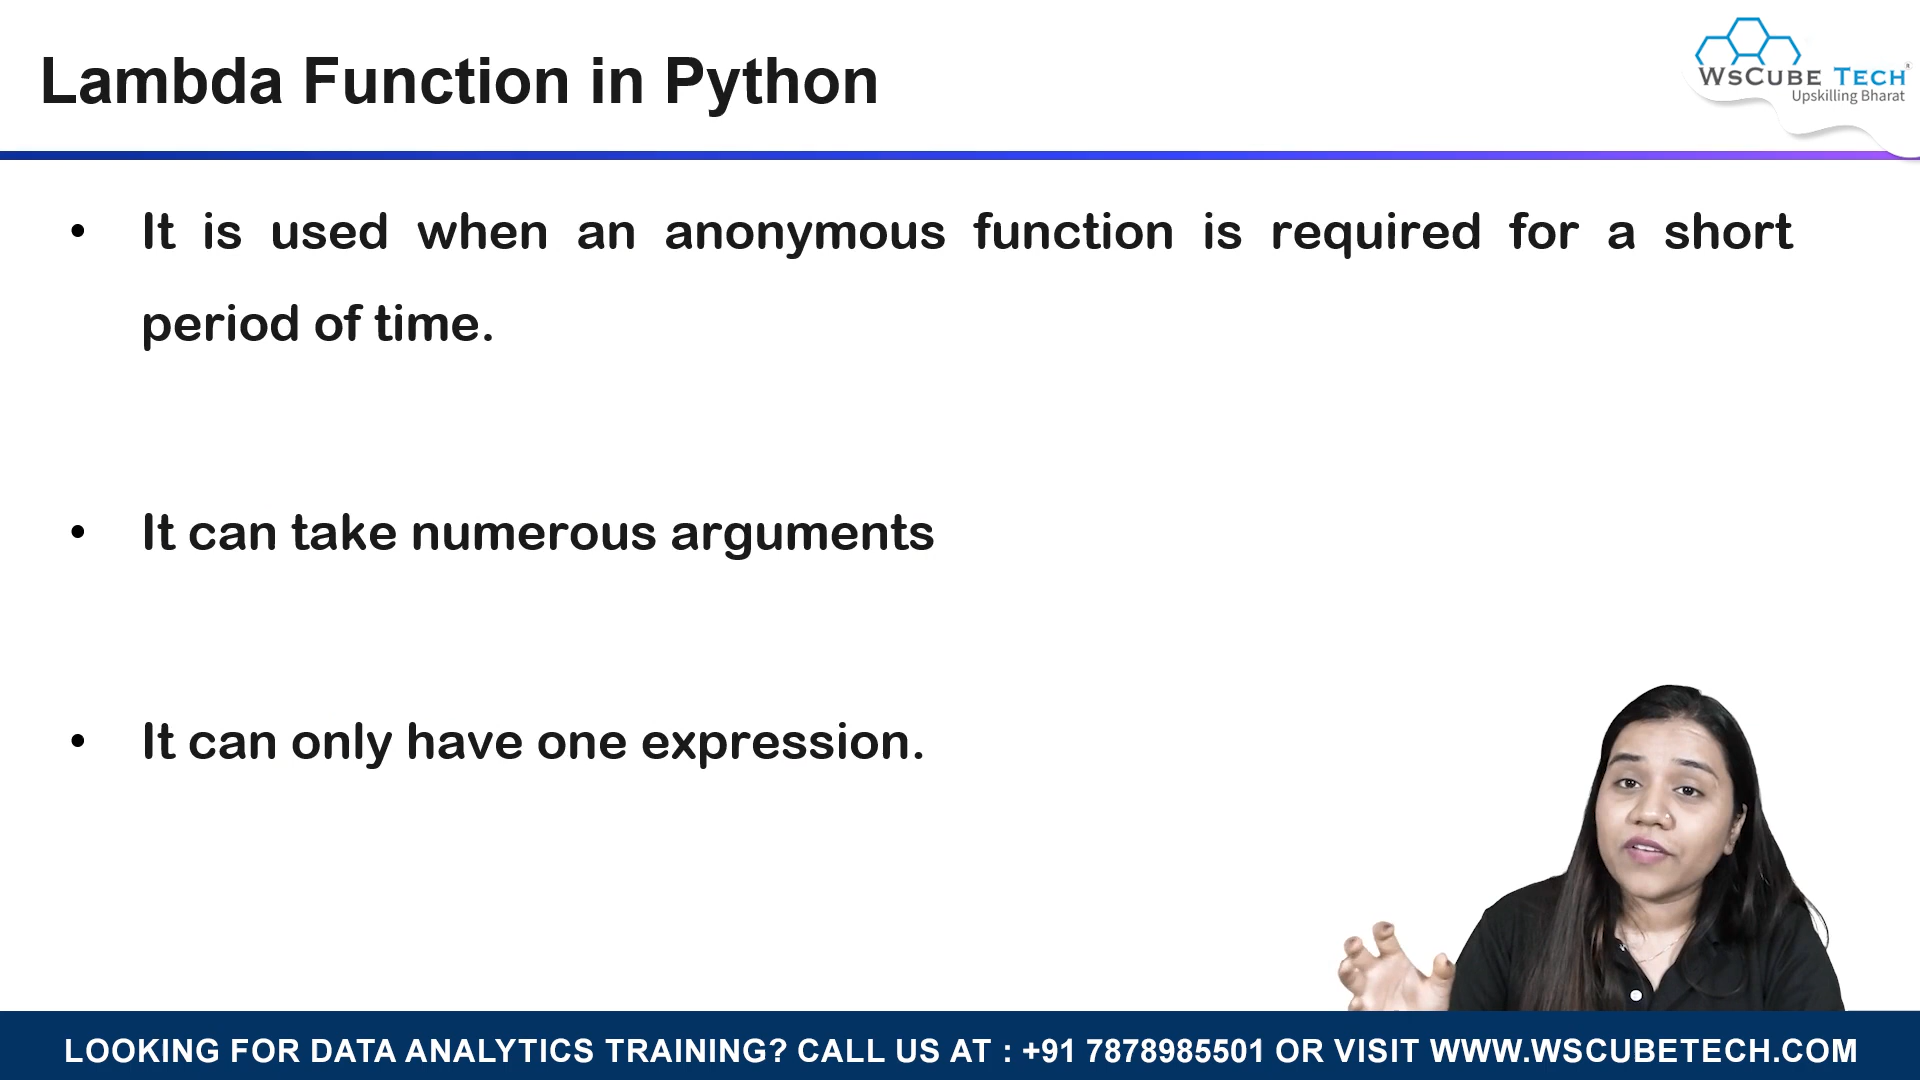 Lambda Function in Python
WSCUBE TECH
Upskilling Bharat
• It is used when an anonymous function is required for a short
period of time.
• It can take numerous arguments
• It can only have one expression.
LOOKING FOR DATA ANALYTICS TRAINING? CALL US AT : +91 7878985501 OR VISIT WWW.WSCUBETECH.COM